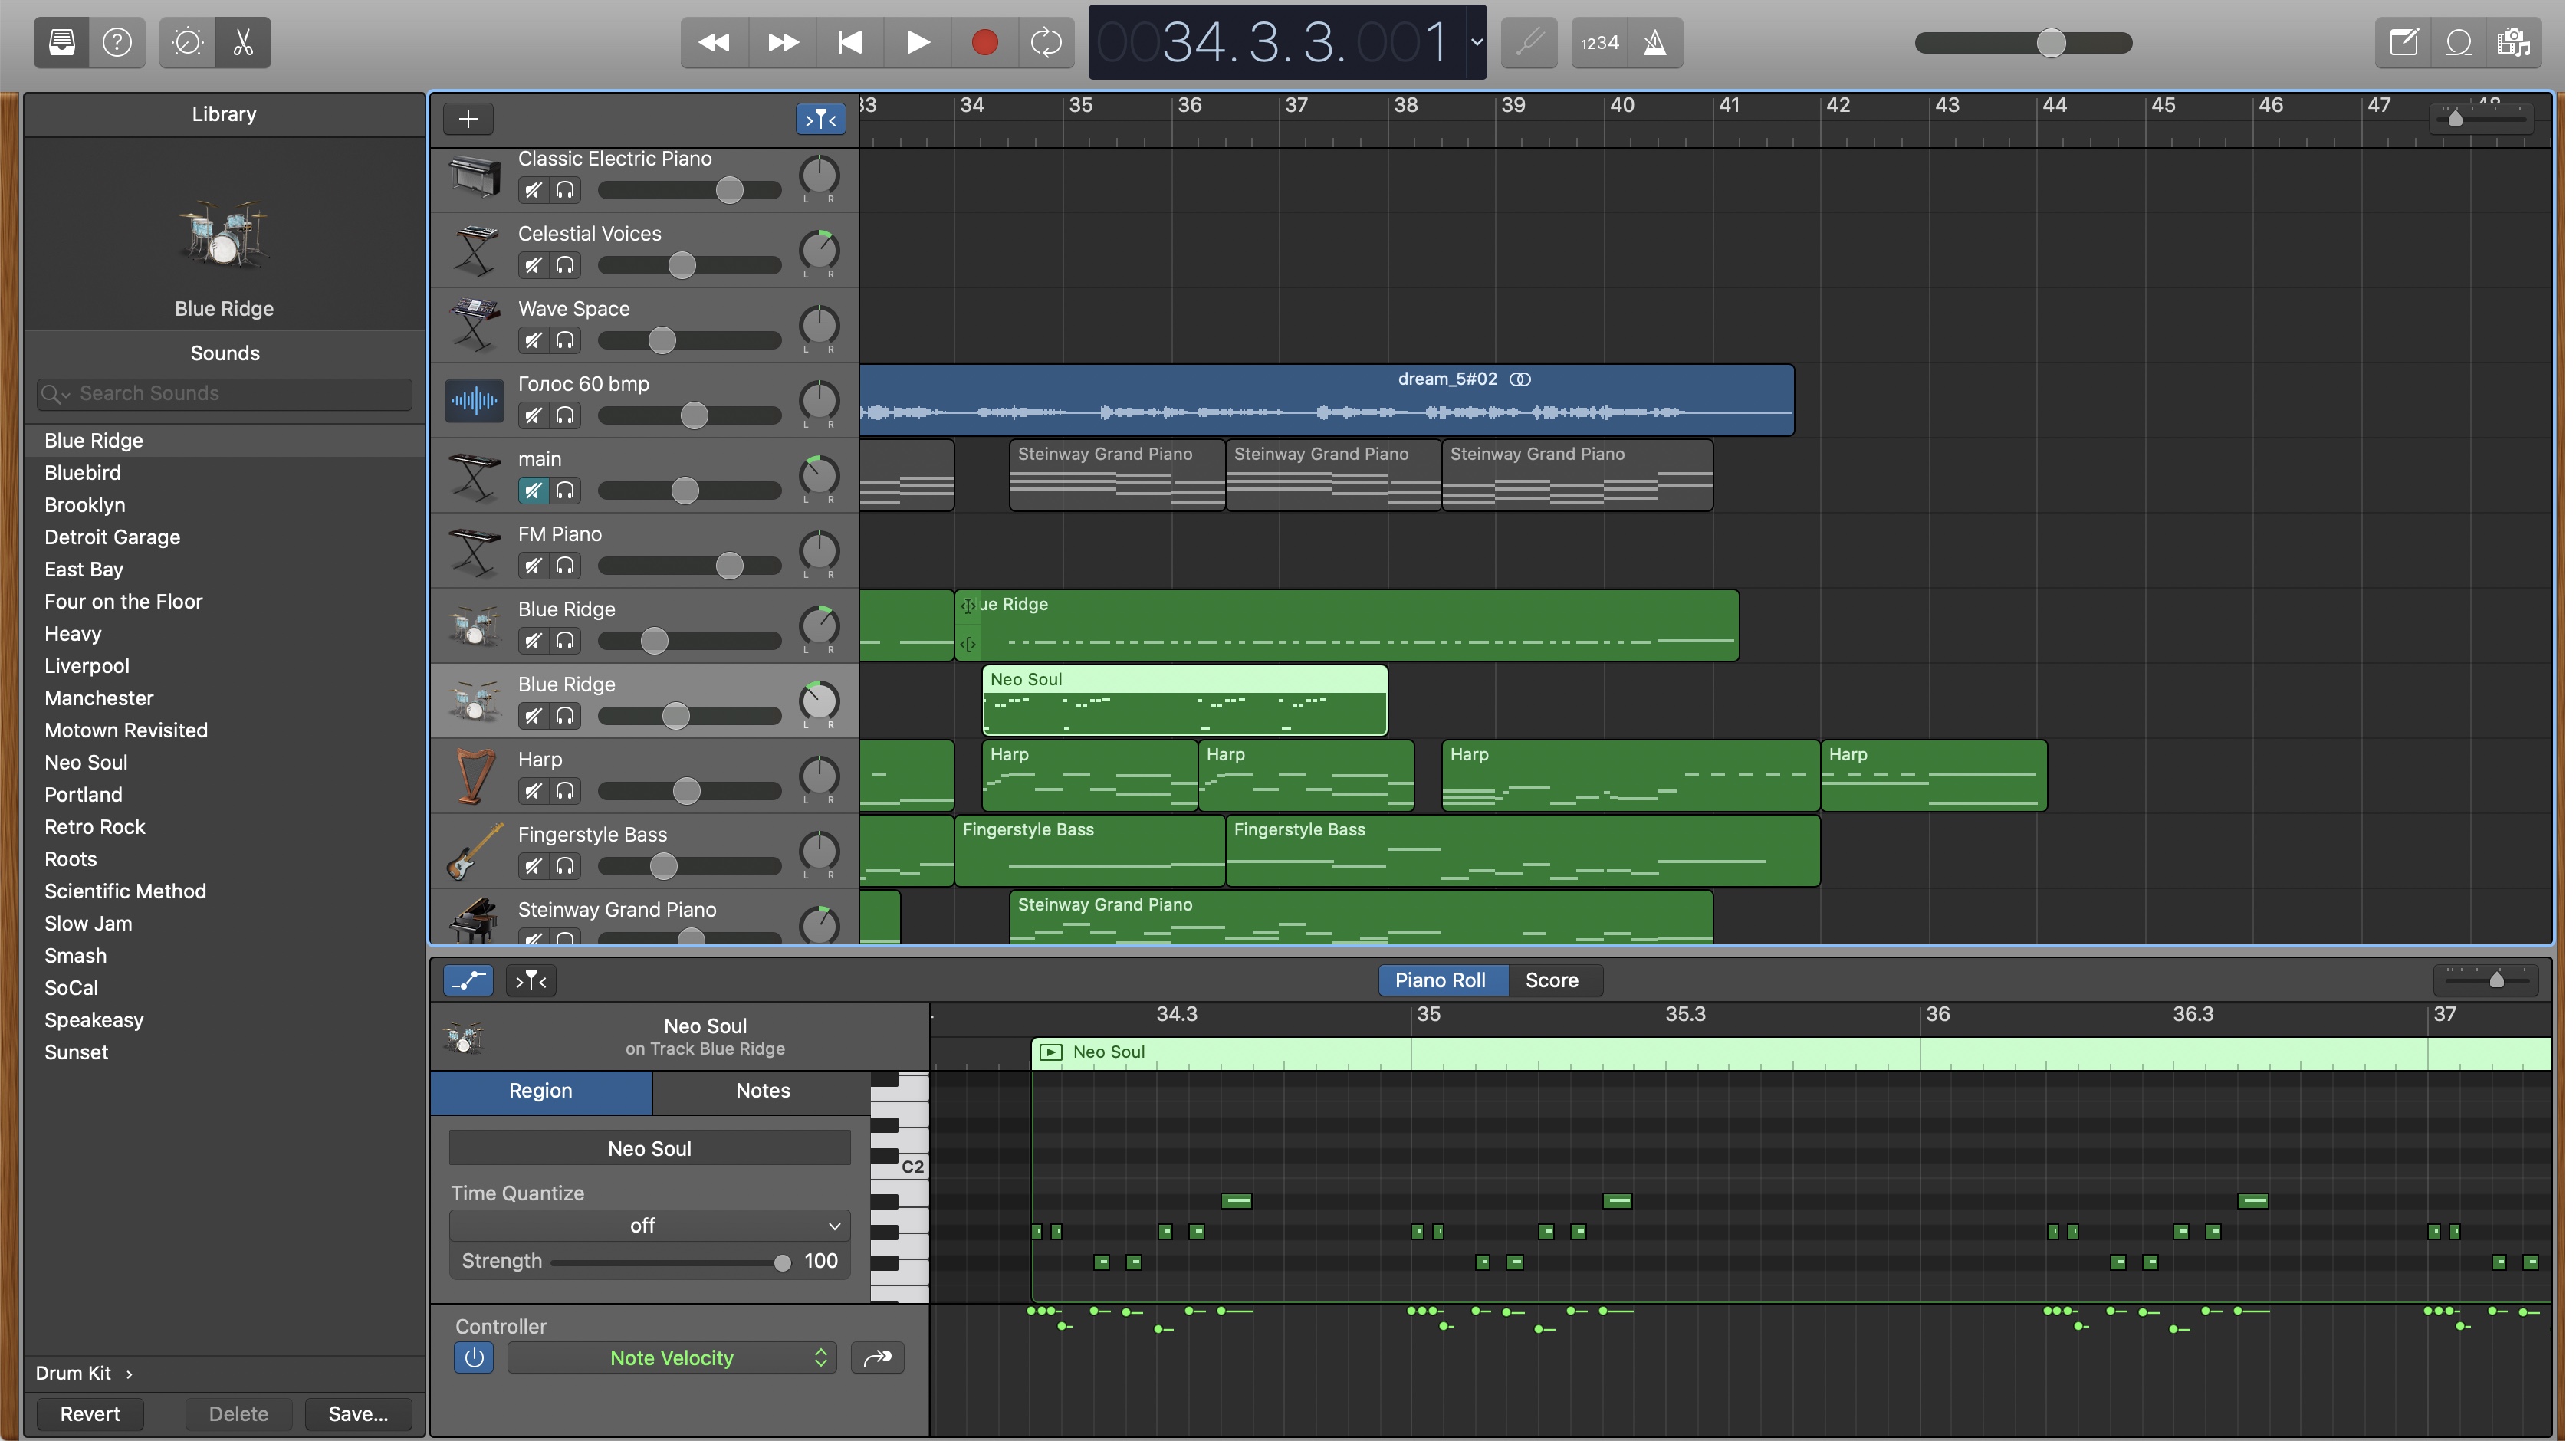 0034.3.3.001
1234
Library
Blue Ridge
Sounds
Search Sounds
Blue Ridge
Bluebird
Brooklyn
Detroit Garage
East Bay
Four on the Floor
Heavy
Liverpool
Manchester
Motown Revisited
Neo Soul
Portland
Retro Rock
Roots
Scientific Method
Slow Jam
Smash
SoCal
Speakeasy
Sunset
Drum Kit
Revert Delete Save...
33 34 35 36 37 38 39 40 41 42 43 44 45 46 47 48
Classic Electric Piano
L R
Celestial Voices
L R
Wave Space
L R
Голос 60 bmp
L R
dream_5#02
main
L R
Steinway Grand Piano Steinway Grand Piano Steinway Grand Piano
FM Piano
L R
Blue Ridge
L R
ue Ridge
Blue Ridge
L R
Neo Soul
Harp
L R
Harp Harp Harp Harp
Fingerstyle Bass
L R
Fingerstyle Bass Fingerstyle Bass
Steinway Grand Piano
Steinway Grand Piano
Piano Roll Score
34.3 35 35.3 36 36.3 37
Neo Soul
on Track Blue Ridge
Neo Soul
Region Notes
Neo Soul
C2
Time Quantize
off
Strength 100
Controller
Note Velocity